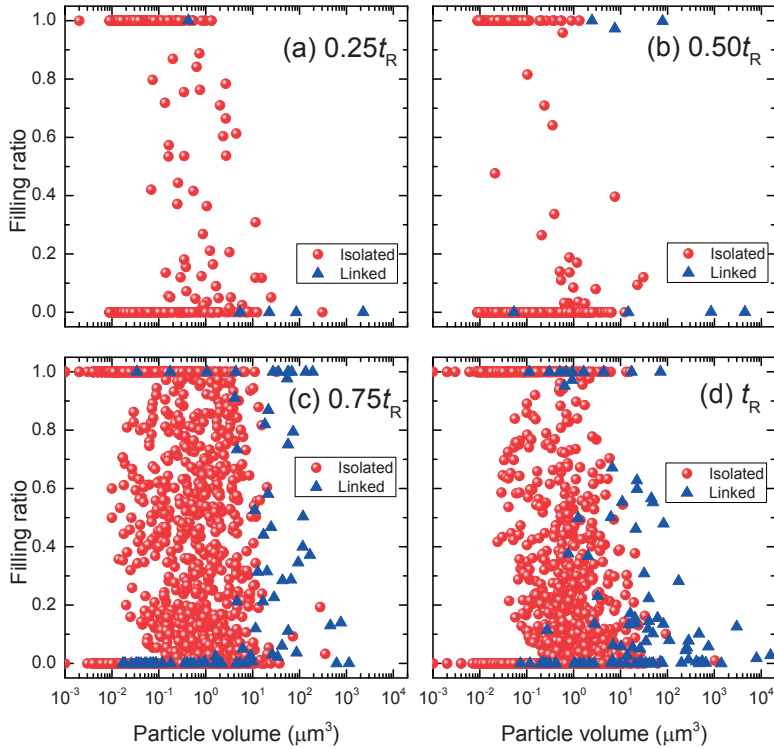 (a) 0.25tR
(b) 0.50tR
1.0
0.8
0.6
0.4
0.2
0.0
Filling ratio
Isolated
Linked
Isolated
Linked
(c) 0.75tR
(d) tR
1.0
0.8
0.6
0.4
0.2
0.0
Filling ratio
Isolated
Linked
Isolated
Linked
10⁻³ 10⁻² 10⁻¹ 10⁰ 10¹ 10² 10³ 10⁴
10⁻³ 10⁻² 10⁻¹ 10⁰ 10¹ 10² 10³ 10⁴
Particle volume (μm³)
Particle volume (μm³)